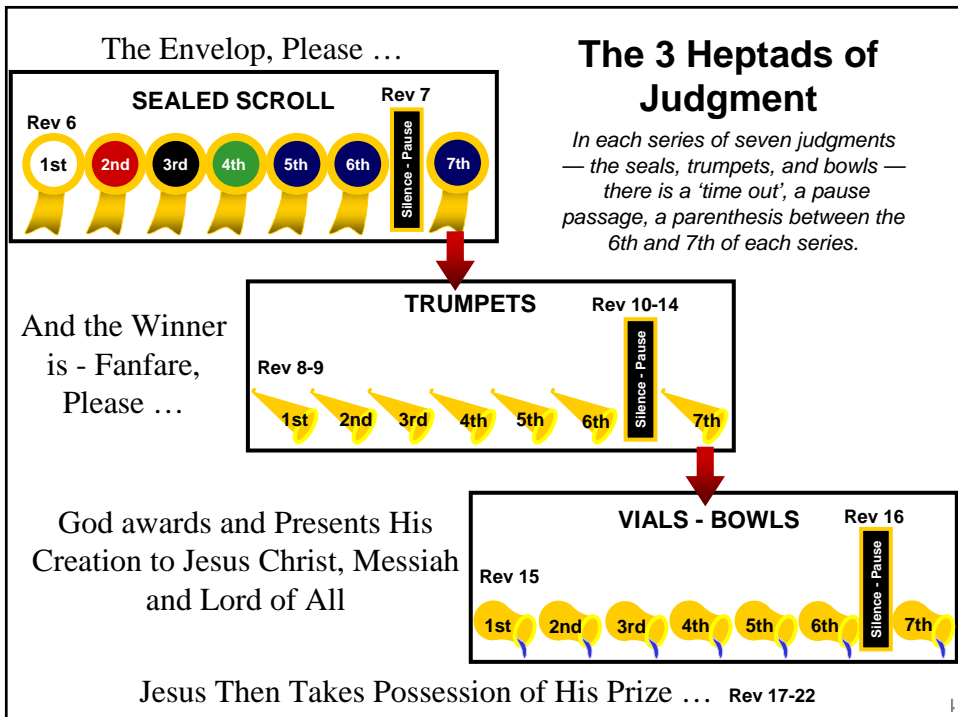 The Envelop, Please …
The 3 Heptads of
Judgment
In each series of seven judgments
— the seals, trumpets, and bowls —
there is a ‘time out’, a pause
passage, a parenthesis between the
6th and 7th of each series.
SEALED SCROLL
Rev 7
Rev 6
1st 2nd 3rd 4th 5th 6th Silence - Pause 7th
And the Winner
is - Fanfare,
Please …
TRUMPETS
Rev 10-14
Rev 8-9
1st 2nd 3rd 4th 5th 6th Silence - Pause 7th
God awards and Presents His
Creation to Jesus Christ, Messiah
and Lord of All
VIALS - BOWLS
Rev 16
Rev 15
1st 2nd 3rd 4th 5th 6th Silence - Pause 7th
Jesus Then Takes Possession of His Prize … Rev 17-22